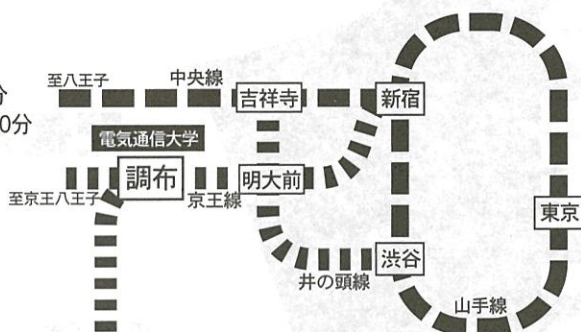 分
0分
至八王子
中央線
吉祥寺
新宿
電気通信大学
調布
明大前
至京王八王子
京王線
東京
渋谷
井の頭線
山手線